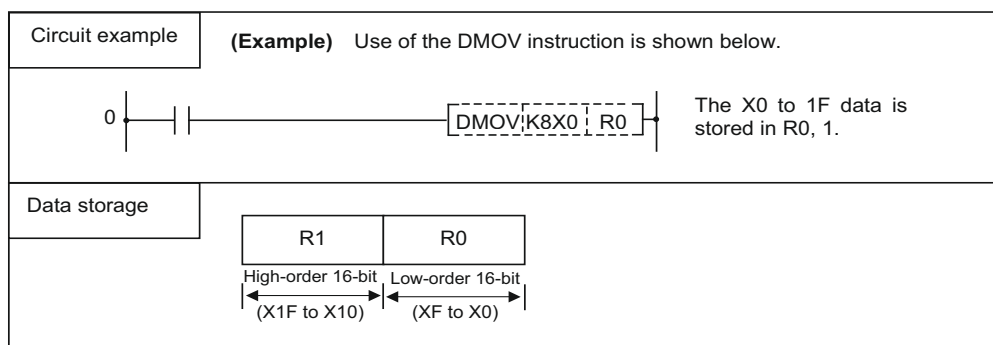 Circuit example
(Example) Use of the DMOV instruction is shown below.
0
DMOV K8X0 R0
The X0 to 1F data is
stored in R0, 1.
Data storage
R1 R0
High-order 16-bit Low-order 16-bit
(X1F to X10) (XF to X0)